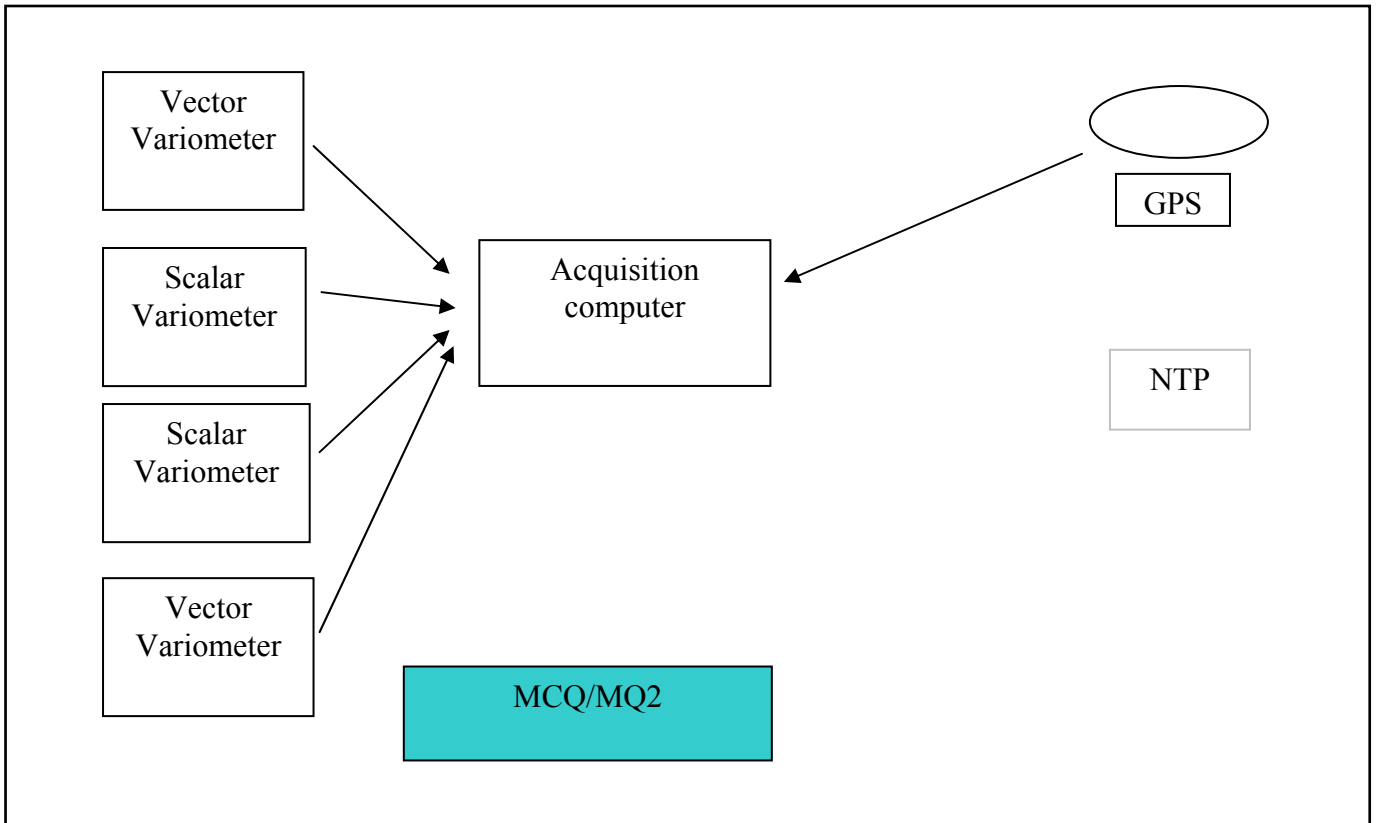 Vector
Variometer
Scalar
Variometer
Scalar
Variometer
Vector
Variometer
Acquisition
computer
GPS
NTP
MCQ/MQ2